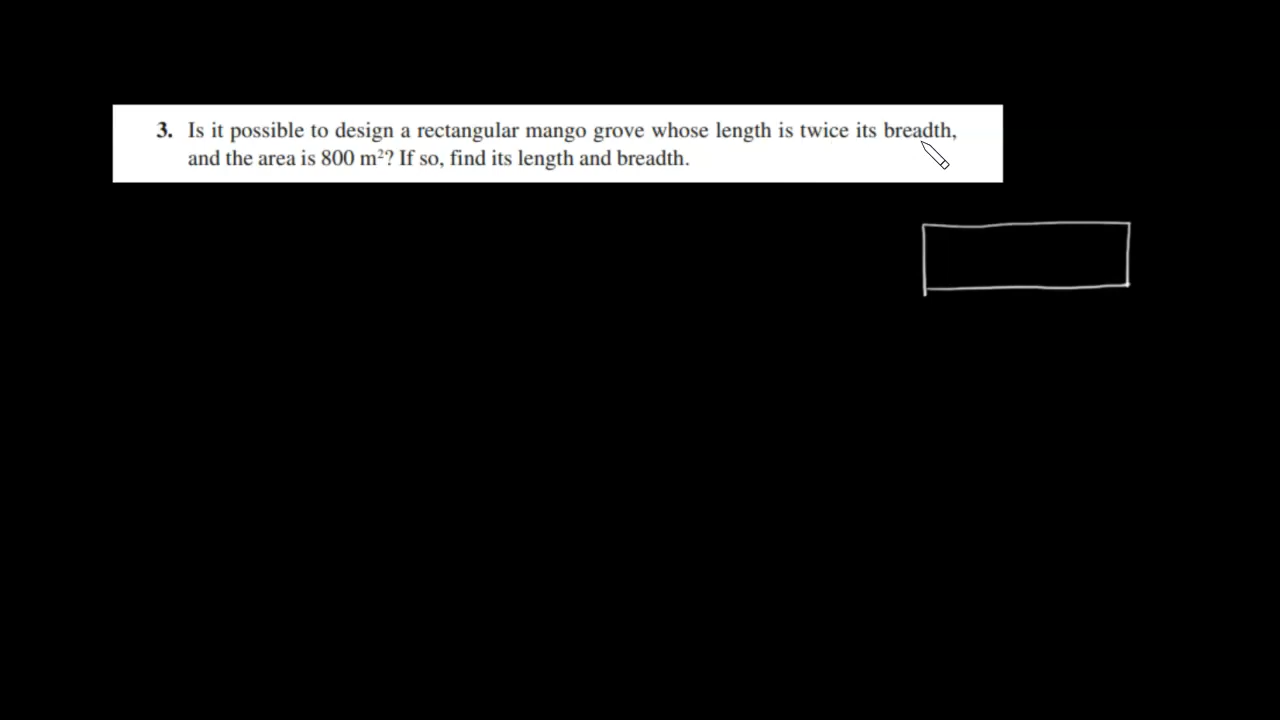 3. Is it possible to design a rectangular mango grove whose length is twice its breadth,
and the area is 800 m²? If so, find its length and breadth.